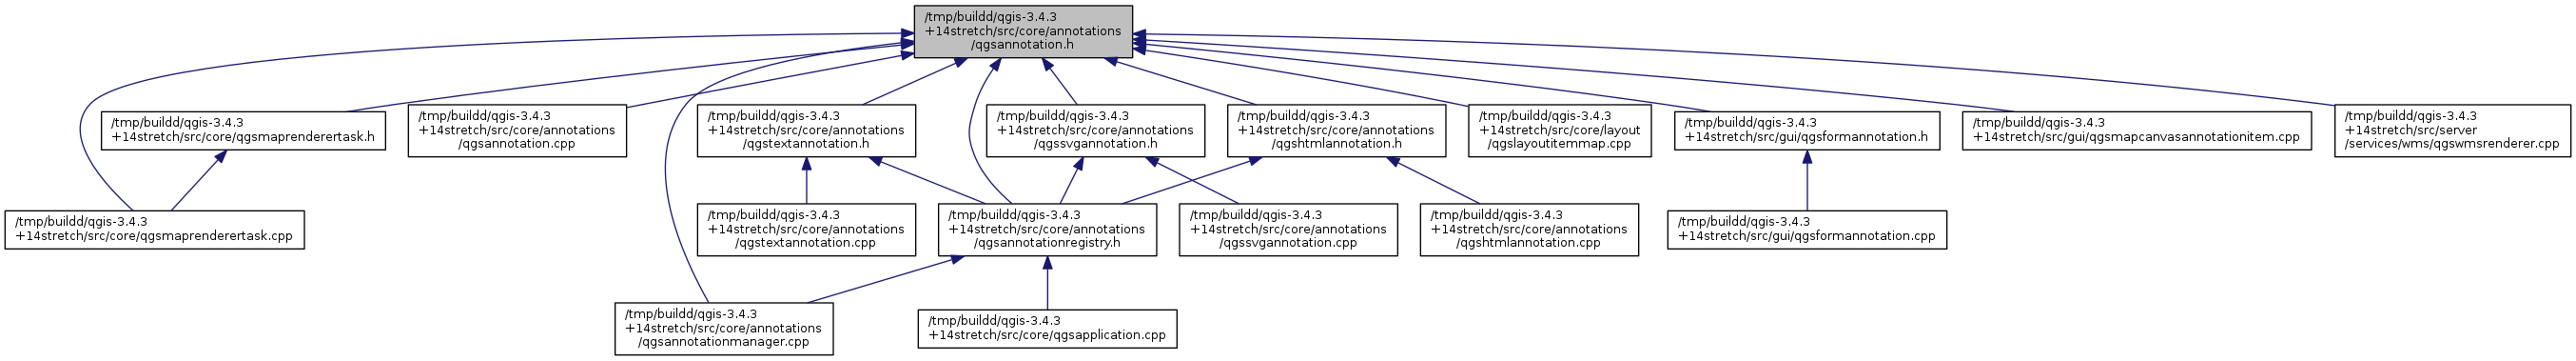 /tmp/buildd/qgis-3.4.3
+14stretch/src/core/annotations
/qgsannotation.h
/tmp/buildd/qgis-3.4.3
+14stretch/src/core/qgsmaprenderertask.h
/tmp/buildd/qgis-3.4.3
+14stretch/src/core/annotations
/qgsannotation.cpp
/tmp/buildd/qgis-3.4.3
+14stretch/src/core/annotations
/qgstextannotation.h
/tmp/buildd/qgis-3.4.3
+14stretch/src/core/annotations
/qgssvgannotation.h
/tmp/buildd/qgis-3.4.3
+14stretch/src/core/annotations
/qgshtmlannotation.h
/tmp/buildd/qgis-3.4.3
+14stretch/src/core/layout
/qgslayoutitemmap.cpp
/tmp/buildd/qgis-3.4.3
+14stretch/src/gui/qgsformannotation.h
/tmp/buildd/qgis-3.4.3
+14stretch/src/gui/qgsmapcanvasannotationitem.cpp
/tmp/buildd/qgis-3.4.3
+14stretch/src/server
/services/wms/qgswmsrenderer.cpp
/tmp/buildd/qgis-3.4.3
+14stretch/src/core/qgsmaprenderertask.cpp
/tmp/buildd/qgis-3.4.3
+14stretch/src/core/annotations
/qgstextannotation.cpp
/tmp/buildd/qgis-3.4.3
+14stretch/src/core/annotations
/qgsannotationregistry.h
/tmp/buildd/qgis-3.4.3
+14stretch/src/core/annotations
/qgssvgannotation.cpp
/tmp/buildd/qgis-3.4.3
+14stretch/src/core/annotations
/qgshtmlannotation.cpp
/tmp/buildd/qgis-3.4.3
+14stretch/src/gui/qgsformannotation.cpp
/tmp/buildd/qgis-3.4.3
+14stretch/src/core/annotations
/qgsannotationmanager.cpp
/tmp/buildd/qgis-3.4.3
+14stretch/src/core/qgsapplication.cpp